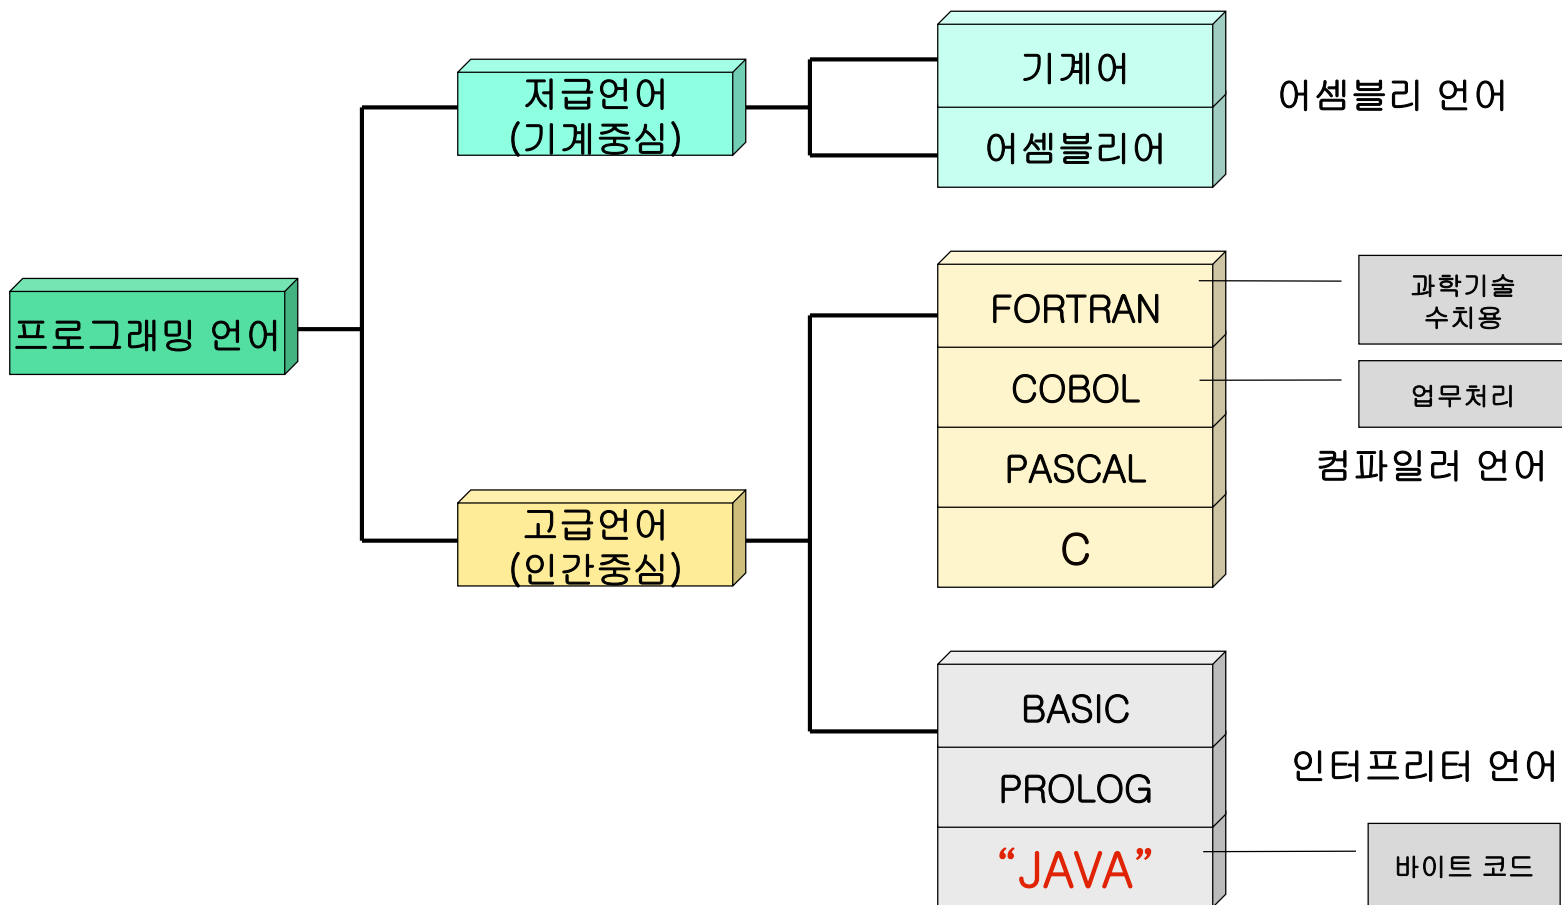 기계어
어셈블리 언어
저급언어
(기계중심)
어셈블리어
프로그래밍 언어
FORTRAN
과학기술
수치용
COBOL
업무처리
PASCAL
컴파일러 언어
고급언어
(인간중심)
C
BASIC
PROLOG
인터프리터 언어
“JAVA”
바이트 코드